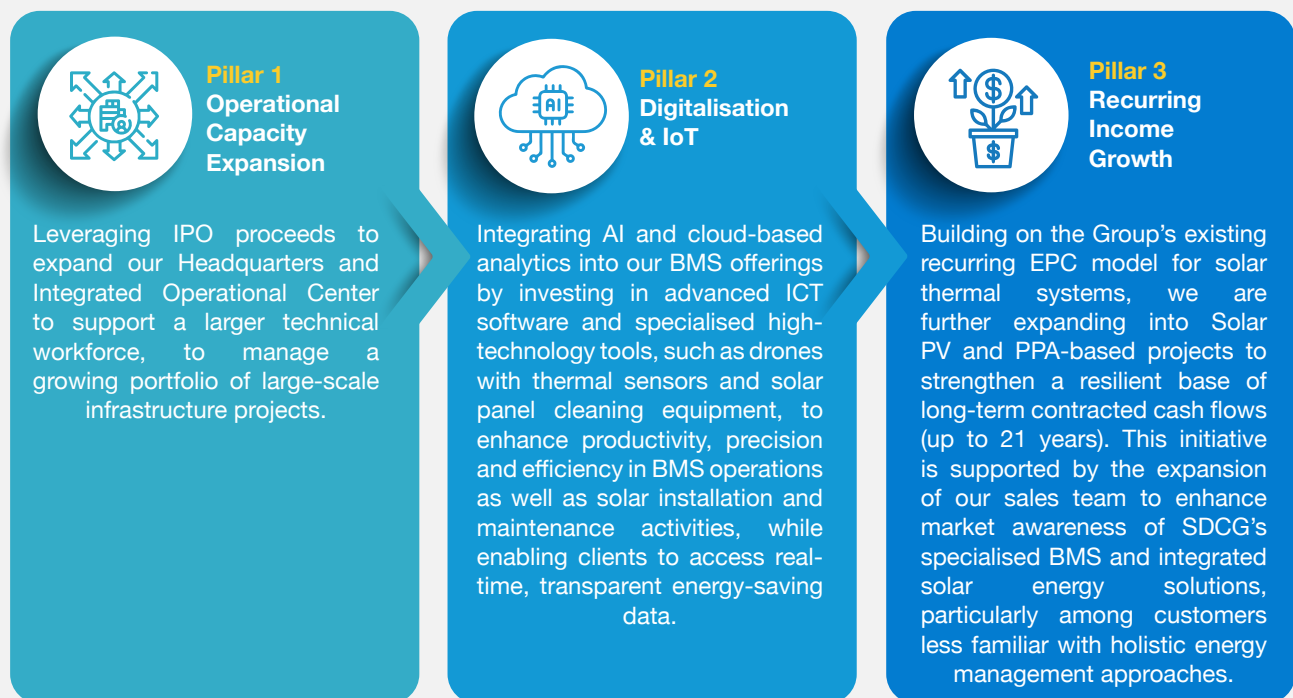 Pillar 1
Operational
Capacity
Expansion
Leveraging IPO proceeds to
expand our Headquarters and
Integrated Operational Center
to support a larger technical
workforce, to manage a
growing portfolio of large-scale
infrastructure projects.
AI
Pillar 2
Digitalisation
& IoT
Integrating AI and cloud-based
analytics into our BMS offerings
by investing in advanced ICT
software and specialised high-
technology tools, such as drones
with thermal sensors and solar
panel cleaning equipment, to
enhance productivity, precision
and efficiency in BMS operations
as well as solar installation and
maintenance activities, while
enabling clients to access real-
time, transparent energy-saving
data.
$
$
Pillar 3
Recurring
Income
Growth
Building on the Group’s existing
recurring EPC model for solar
thermal systems, we are
further expanding into Solar
PV and PPA-based projects to
strengthen a resilient base of
long-term contracted cash flows
(up to 21 years). This initiative
is supported by the expansion
of our sales team to enhance
market awareness of SDCG’s
specialised BMS and integrated
solar energy solutions,
particularly among customers
less familiar with holistic energy
management approaches.